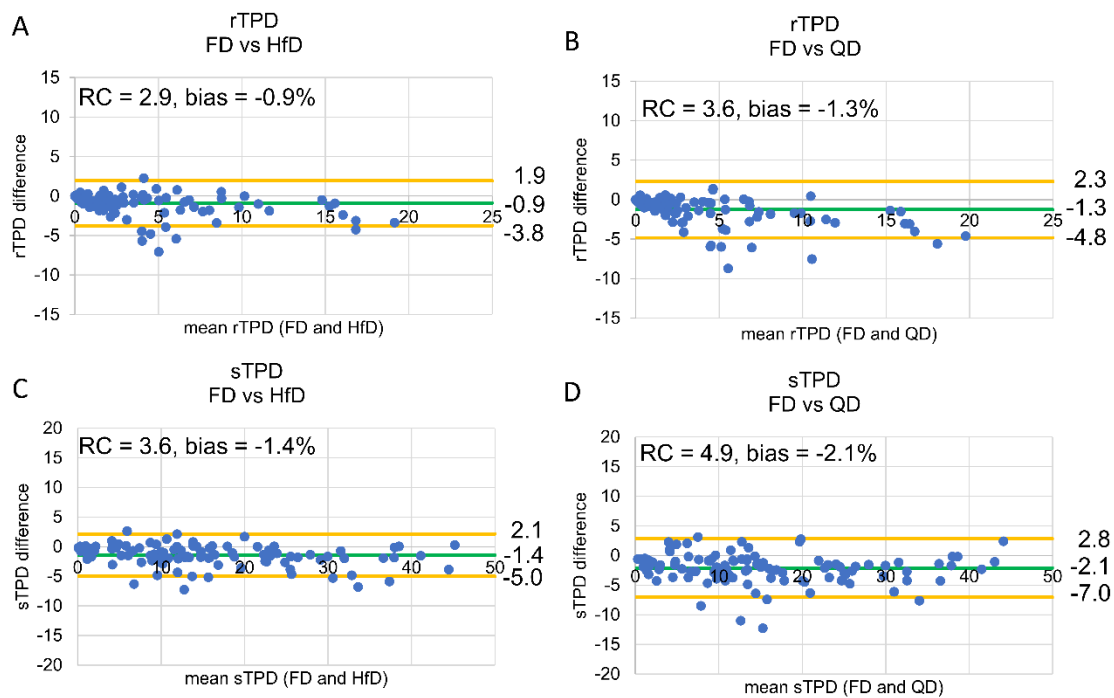 A
rTPD
FD vs HfD
RC = 2.9, bias = -0.9%
rTPD difference
15
10
5
0
-5
-10
-15
0 5 10 15 20 25
1.9
-0.9
-3.8
mean rTPD (FD and HfD)
B
rTPD
FD vs QD
RC = 3.6, bias = -1.3%
rTPD difference
15
10
5
0
-5
-10
-15
0 5 10 15 20 25
2.3
-1.3
-4.8
mean rTPD (FD and QD)
C
sTPD
FD vs HfD
RC = 3.6, bias = -1.4%
sTPD difference
20
15
10
5
0
-5
-10
-15
-20
0 10 20 30 40 50
2.1
-1.4
-5.0
mean sTPD (FD and HfD)
D
sTPD
FD vs QD
RC = 4.9, bias = -2.1%
sTPD difference
20
15
10
5
0
-5
-10
-15
-20
0 10 20 30 40 50
2.8
-2.1
-7.0
mean sTPD (FD and QD)